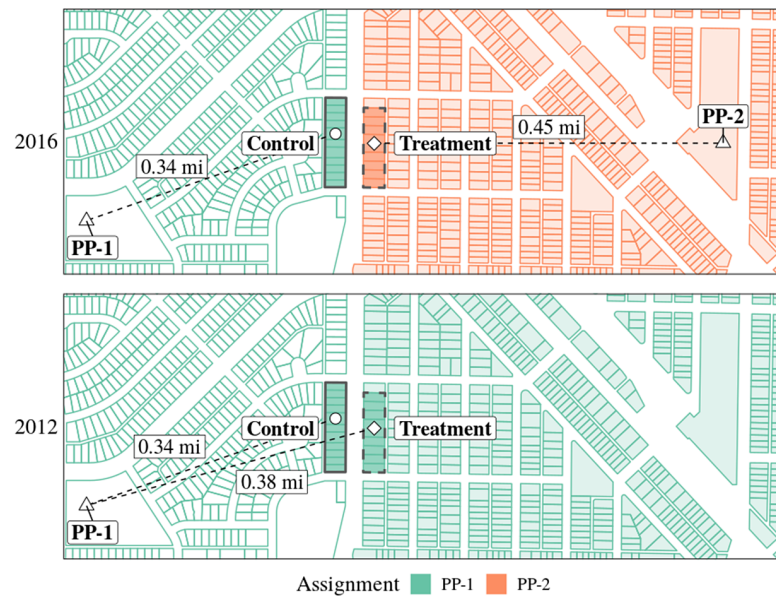 PP-2
0.45 mi
2016
Control
Treatment
0.34 mi
PP-1
2012
Control
Treatment
0.34 mi
0.38 mi
PP-1
Assignment PP-1 PP-2